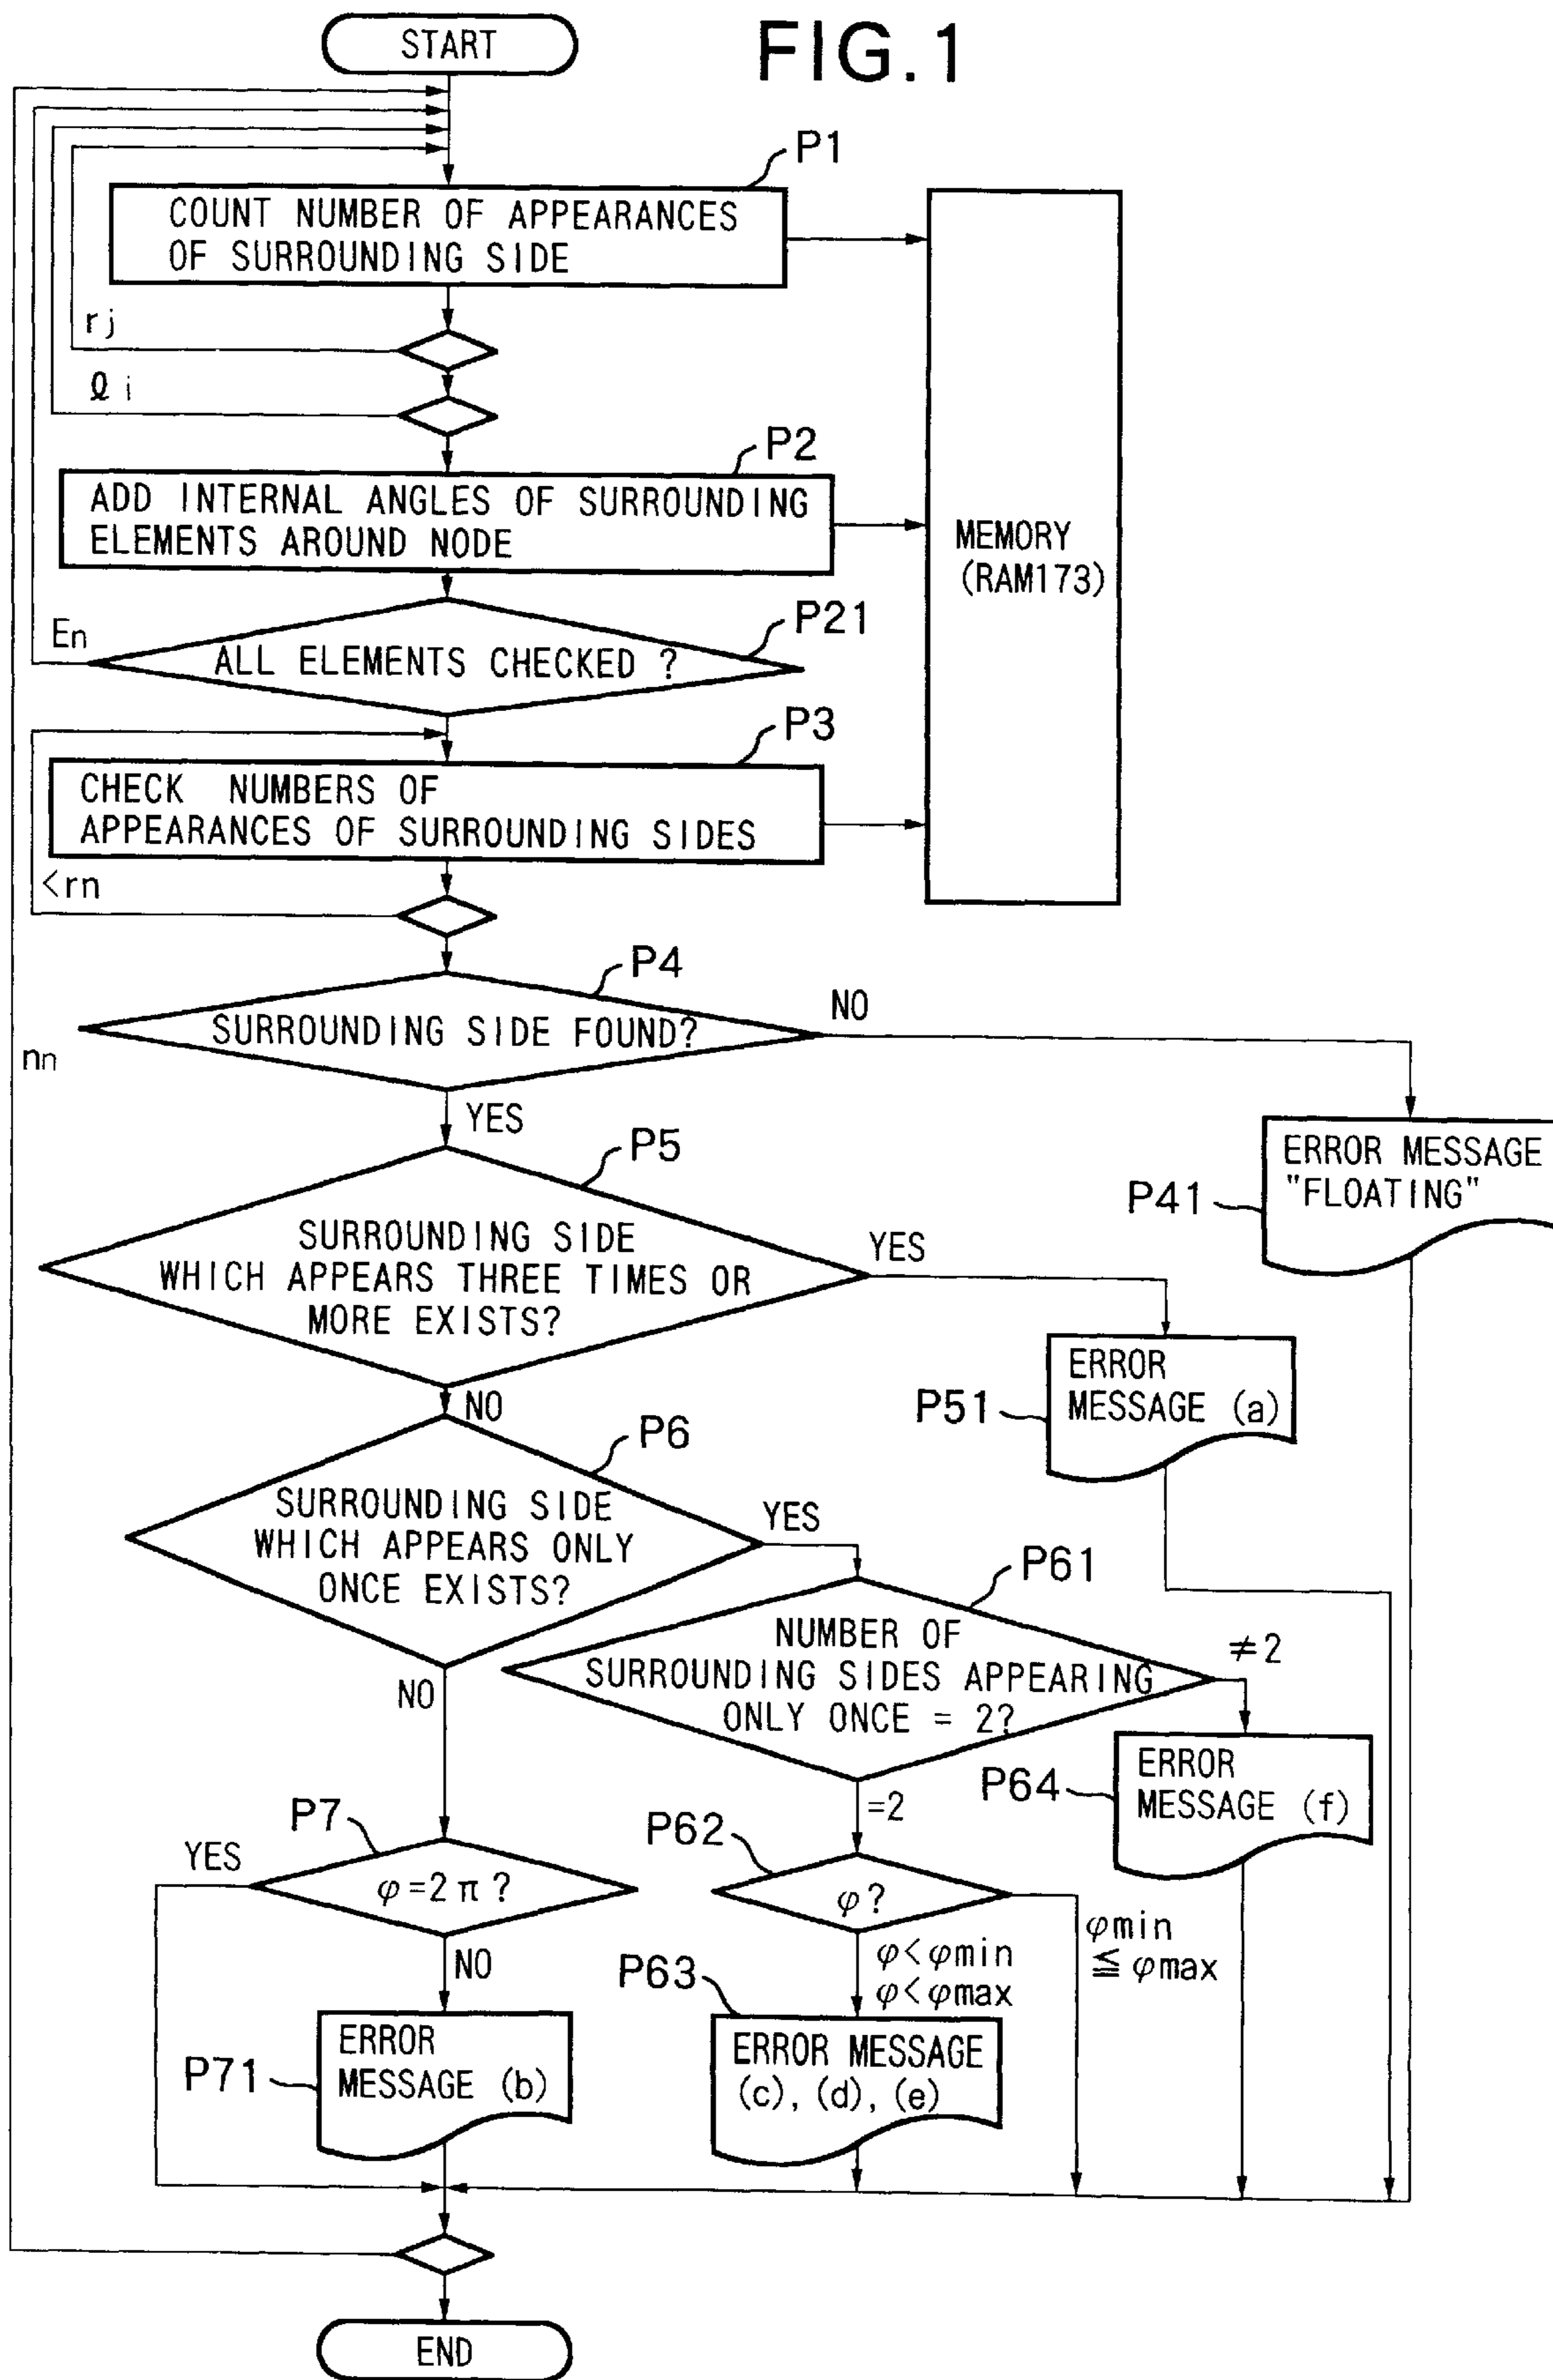 FIG.1
START
P1
COUNT NUMBER OF APPEARANCES
OF SURROUNDING SIDE
rj
ℓi
P2
ADD INTERNAL ANGLES OF SURROUNDING
ELEMENTS AROUND NODE
MEMORY
(RAM173)
P21
En
ALL ELEMENTS CHECKED ?
P3
CHECK NUMBERS OF
APPEARANCES OF SURROUNDING SIDES
<rn
P4
SURROUNDING SIDE FOUND?
NO
nn
YES
P5
SURROUNDING SIDE
WHICH APPEARS THREE TIMES OR
MORE EXISTS?
YES
P41
ERROR MESSAGE
"FLOATING"
NO
P51
ERROR
MESSAGE (a)
P6
SURROUNDING SIDE
WHICH APPEARS ONLY
ONCE EXISTS?
YES
P61
NUMBER OF
SURROUNDING SIDES APPEARING
ONLY ONCE = 2?
≠2
NO
=2
P64
ERROR
MESSAGE (f)
P7
YES
φ=2π?
P62
φ?
NO
φ<φmin
φ<φmax
φmin
≦φmax
P71
ERROR
MESSAGE (b)
P63
ERROR MESSAGE
(c), (d), (e)
END